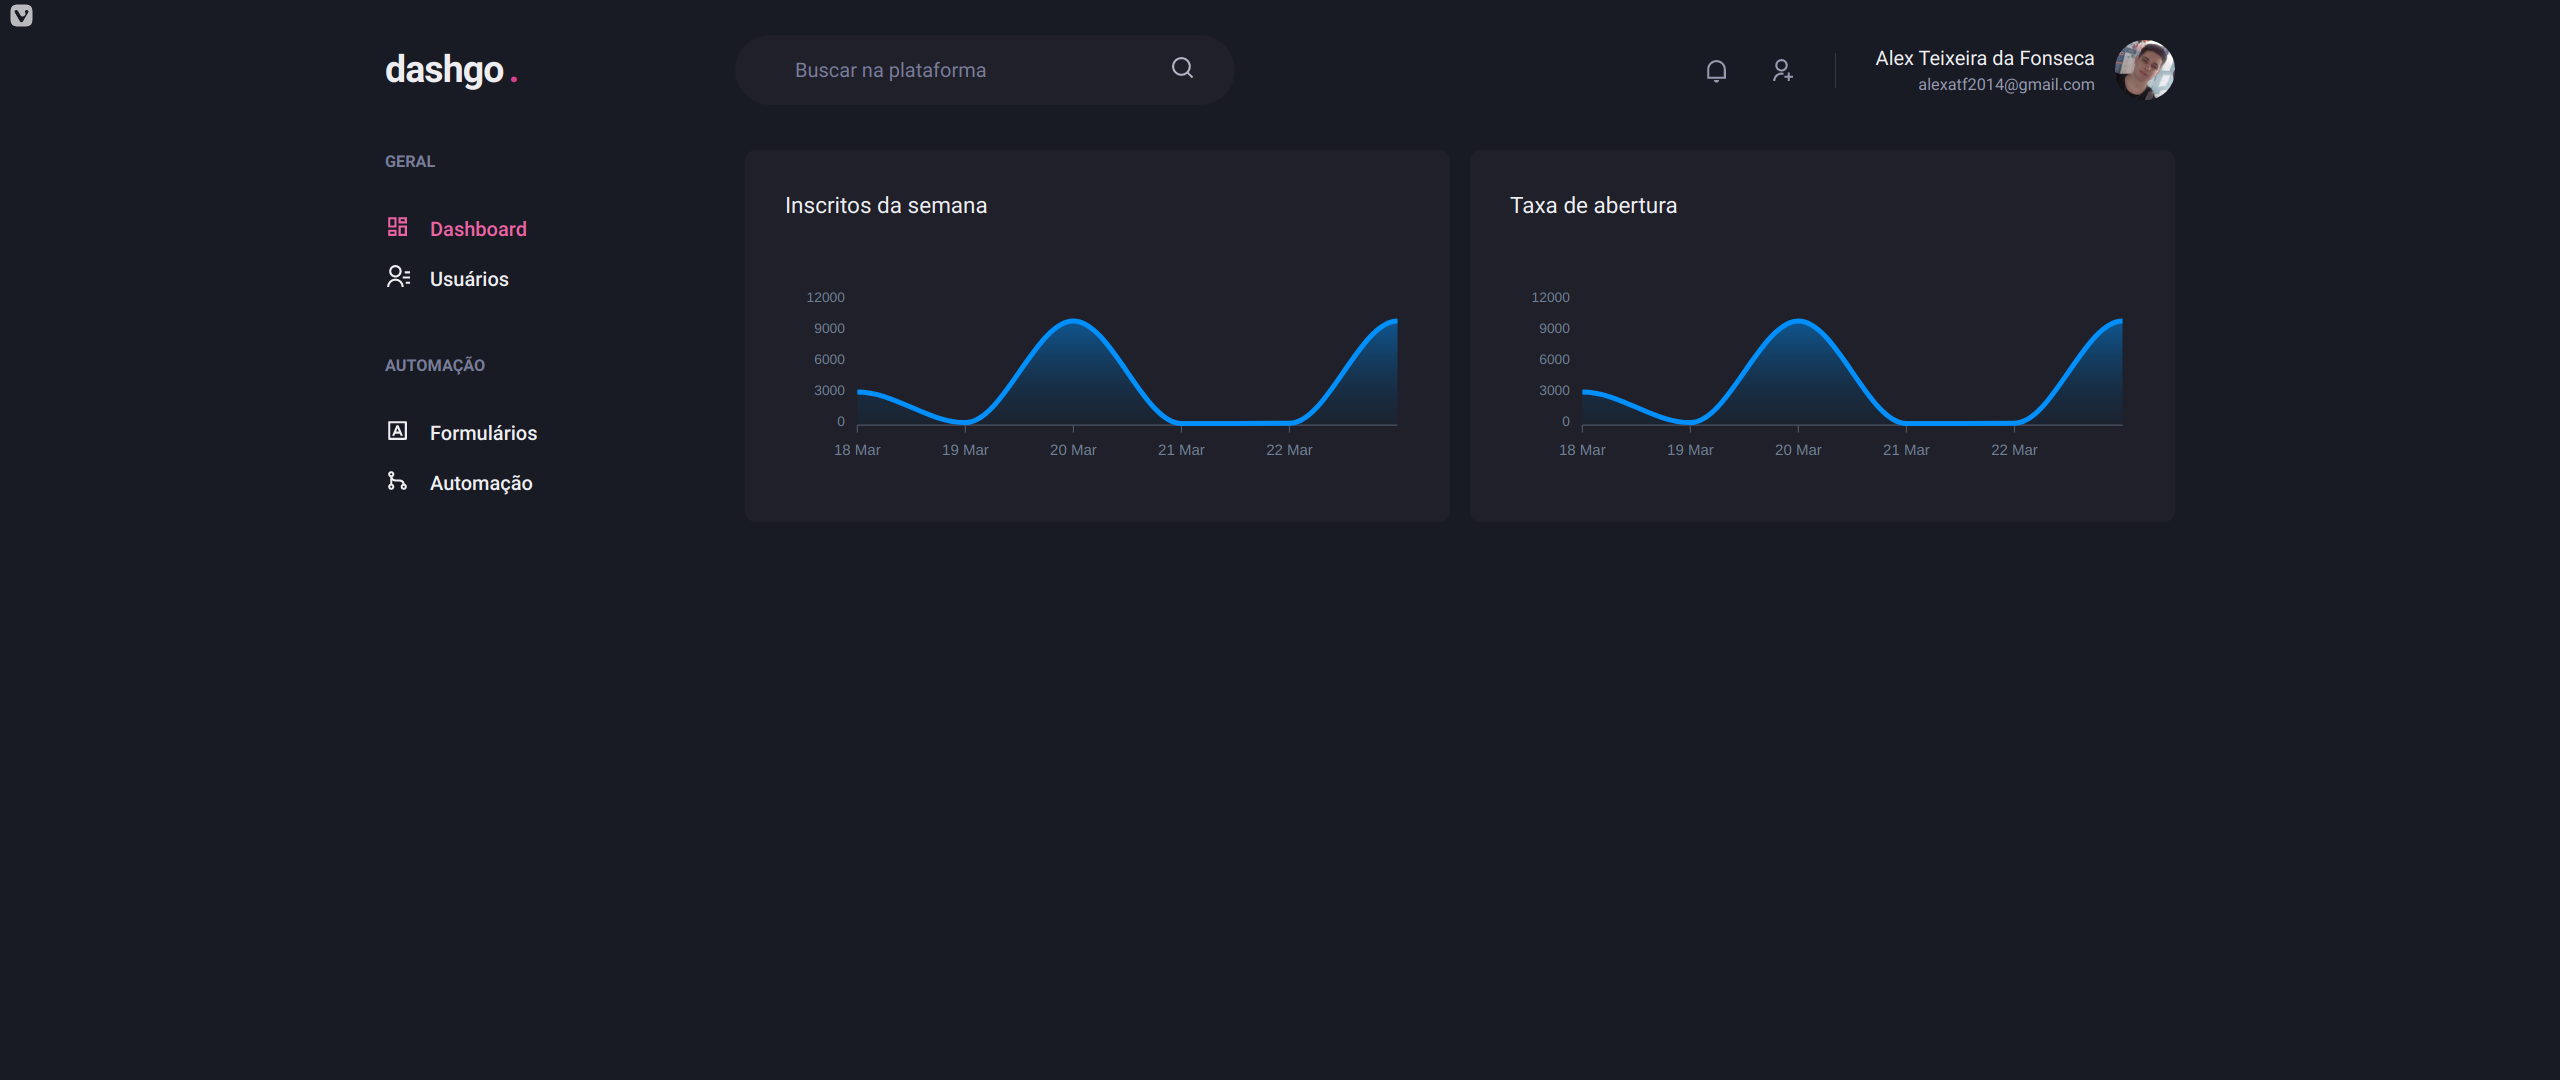 dashgo.
Buscar na plataforma
Alex Teixeira da Fonseca
alexatf2014@gmail.com
GERAL
Dashboard
Usuários
AUTOMAÇÃO
Formulários
Automação
Inscritos da semana
12000
9000
6000
3000
0
18 Mar 19 Mar 20 Mar 21 Mar 22 Mar
Taxa de abertura
12000
9000
6000
3000
0
18 Mar 19 Mar 20 Mar 21 Mar 22 Mar